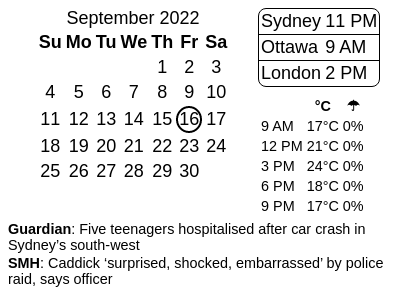 September 2022
Su Mo Tu We Th Fr Sa
1 2 3
4 5 6 7 8 9 10
11 12 13 14 15 16 17
18 19 20 21 22 23 24
25 26 27 28 29 30
Sydney 11 PM
Ottawa 9 AM
London 2 PM
°C ☂
9 AM 17°C 0%
12 PM 21°C 0%
3 PM 24°C 0%
6 PM 18°C 0%
9 PM 17°C 0%
Guardian: Five teenagers hospitalised after car crash in
Sydney’s south-west
SMH: Caddick ‘surprised, shocked, embarrassed’ by police
raid, says officer